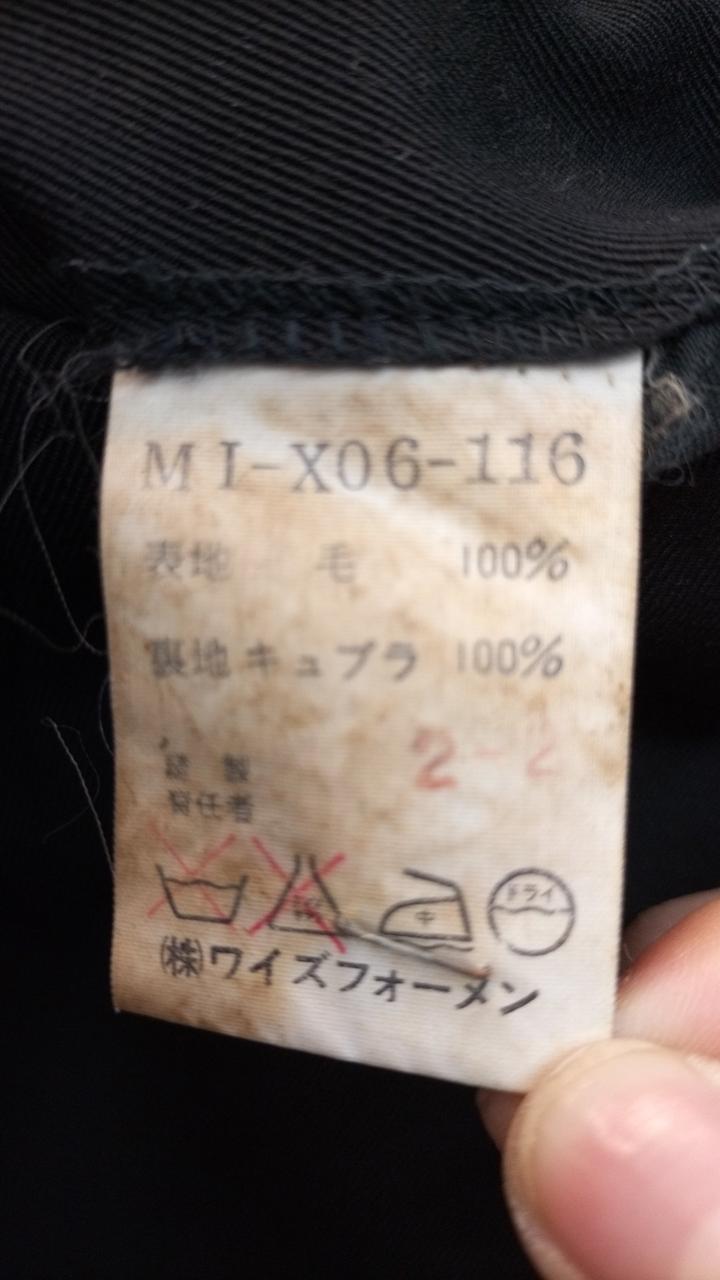 MI-X06-116
表地 毛 100%
裏地 キュプラ 100%
2-2
縫製
責任者
中 ドライ
(株)ワイズフォーメン